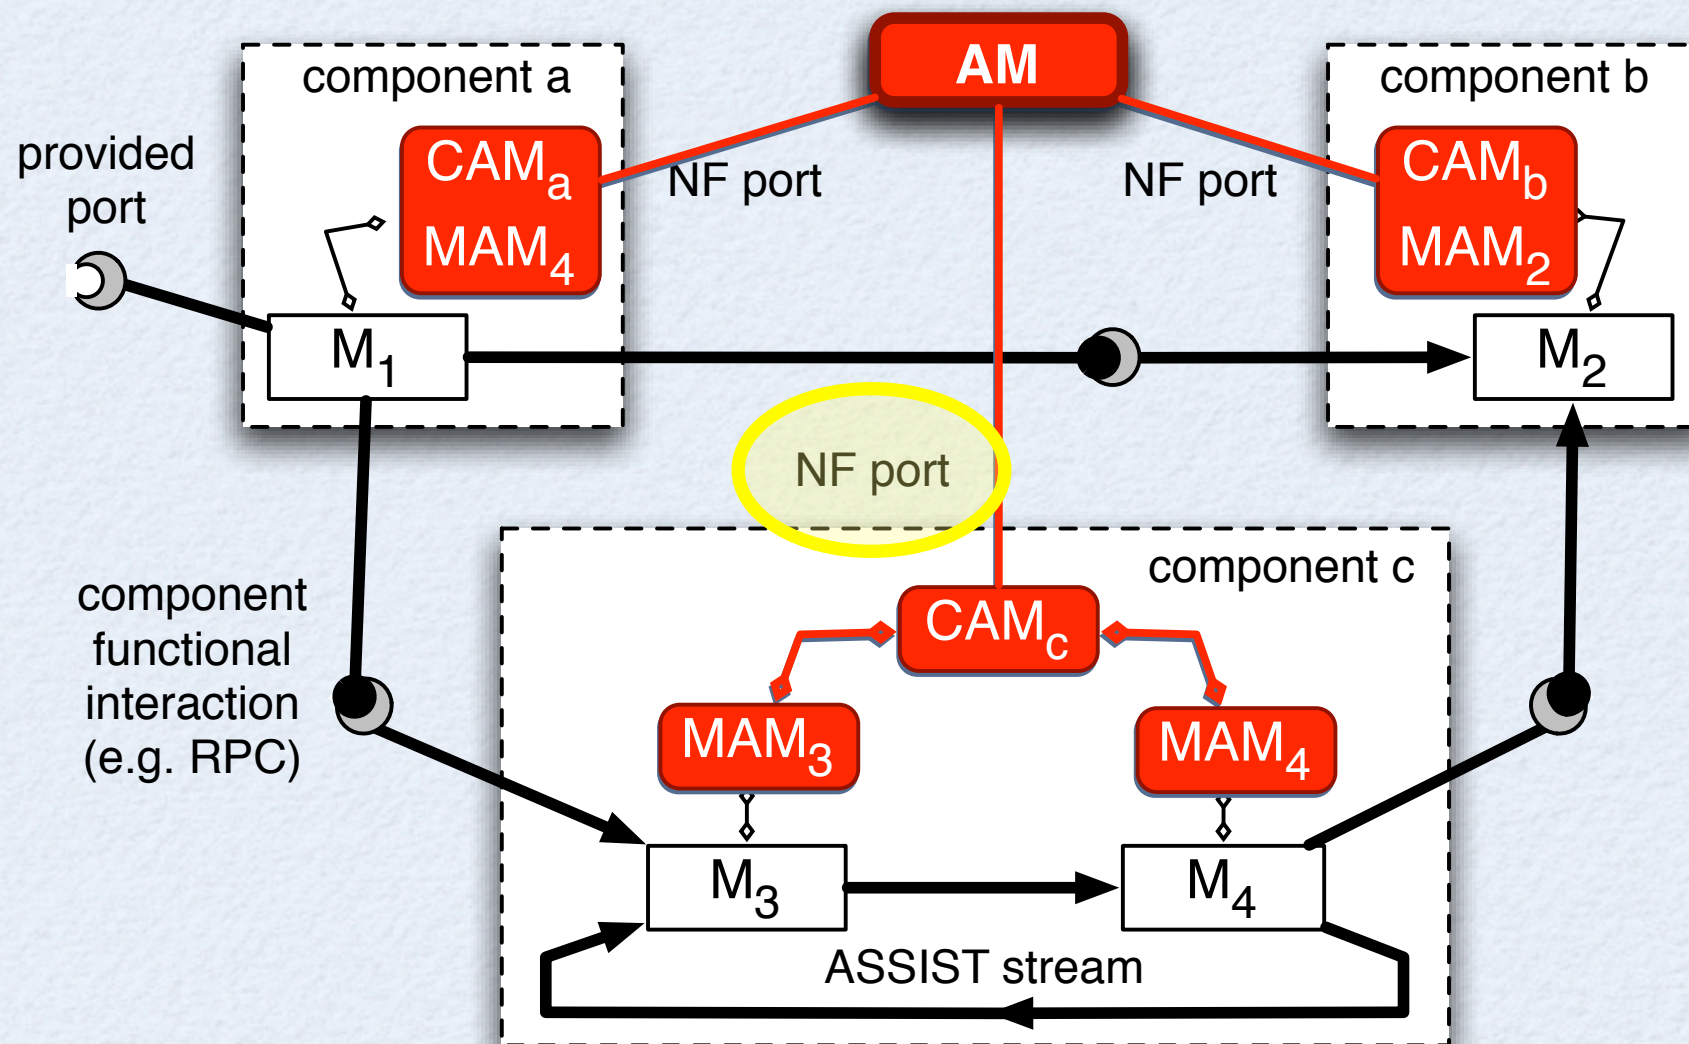 AM
component a
component b
provided
port
CAMa
MAM4
NF port
NF port
CAMb
MAM2
M1
M2
NF port
component c
component
functional
interaction
(e.g. RPC)
CAMc
MAM3
MAM4
M3
M4
ASSIST stream